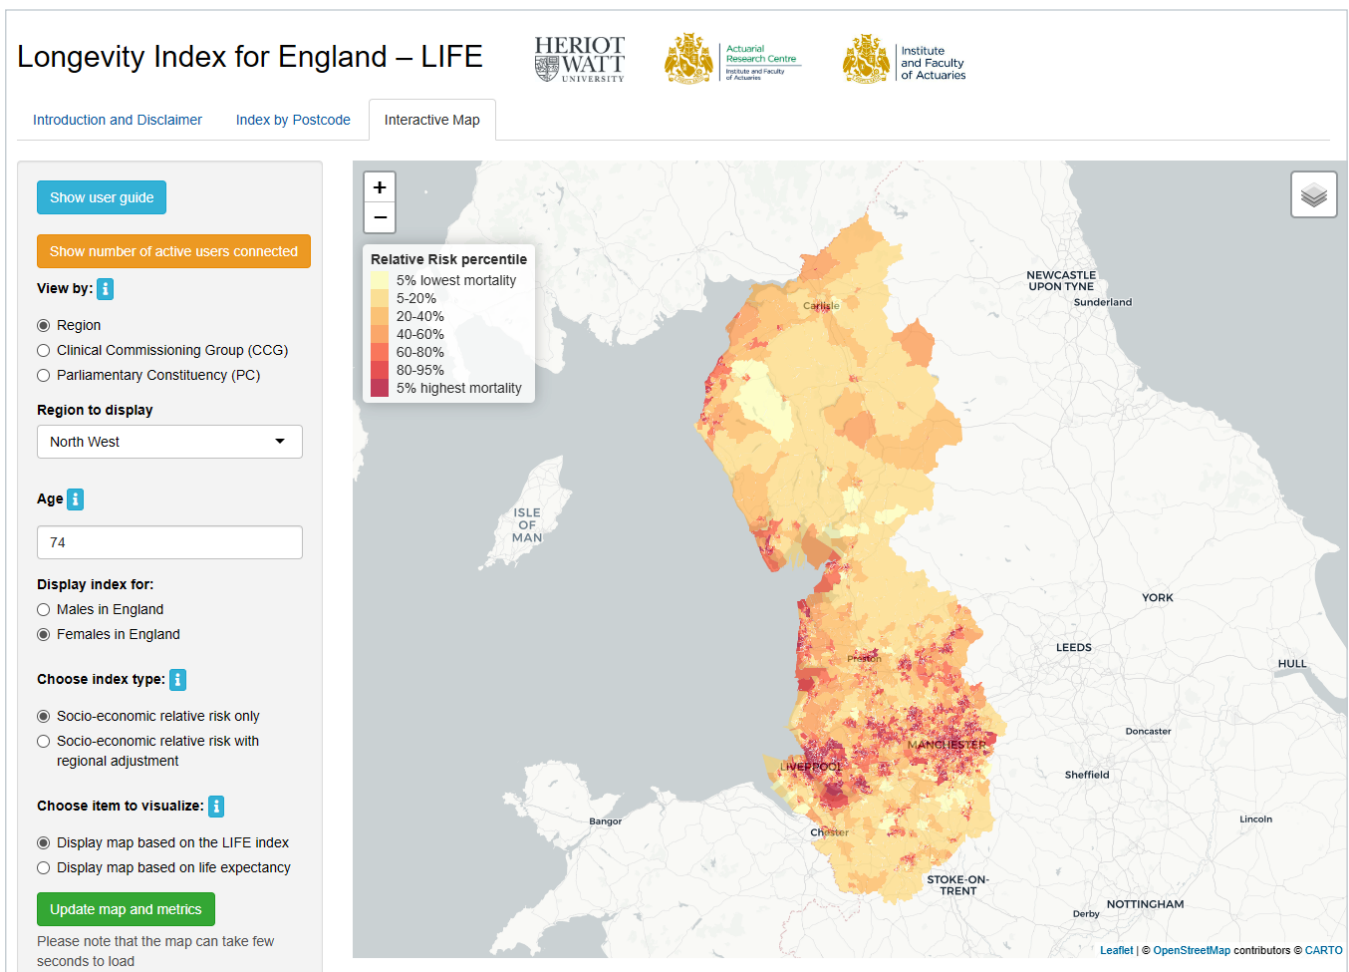 Longevity Index for England – LIFE
HERIOT
WATT
UNIVERSITY
Actuarial
Research Centre
Institute and Faculty
of Actuaries
Institute
and Faculty
of Actuaries
Introduction and Disclaimer
Index by Postcode
Interactive Map
Show user guide
Show number of active users connected
View by: i
Region
Clinical Commissioning Group (CCG)
Parliamentary Constituency (PC)
Region to display
North West
Age i
74
Display index for:
Males in England
Females in England
Choose index type: i
Socio-economic relative risk only
Socio-economic relative risk with
regional adjustment
Choose item to visualize: i
Display map based on the LIFE index
Display map based on life expectancy
Update map and metrics
Please note that the map can take few
seconds to load
+
−
Relative Risk percentile
5% lowest mortality
5-20%
20-40%
40-60%
60-80%
80-95%
5% highest mortality
NEWCASTLE
UPON TYNE
Sunderland
Carlisle
ISLE
OF
MAN
YORK
LEEDS
HULL
Preston
Doncaster
MANCHESTER
LIVERPOOL
Sheffield
Lincoln
Bangor
Chester
STOKE-ON-
TRENT
NOTTINGHAM
Derby
Leaflet | © OpenStreetMap contributors © CARTO